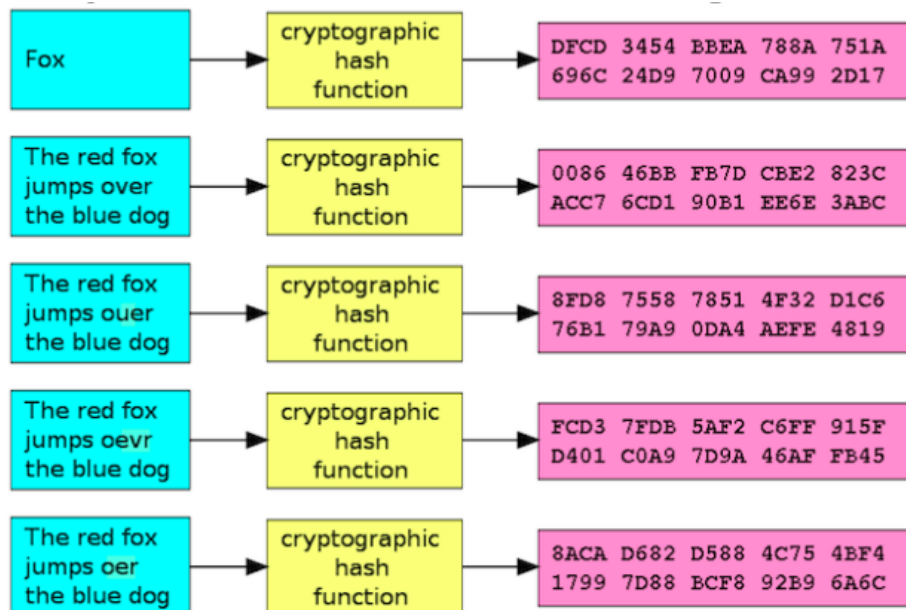 Fox
cryptographic
hash
function
DFCD 3454 BBEA 788A 751A
696C 24D9 7009 CA99 2D17
The red fox
jumps over
the blue dog
cryptographic
hash
function
0086 46BB FB7D CBE2 823C
ACC7 6CD1 90B1 EE6E 3ABC
The red fox
jumps ouer
the blue dog
cryptographic
hash
function
8FD8 7558 7851 4F32 D1C6
76B1 79A9 0DA4 AEFE 4819
The red fox
jumps oevr
the blue dog
cryptographic
hash
function
FCD3 7FDB 5AF2 C6FF 915F
D401 C0A9 7D9A 46AF FB45
The red fox
jumps oer
the blue dog
cryptographic
hash
function
8ACA D682 D588 4C75 4BF4
1799 7D88 BCF8 92B9 6A6C